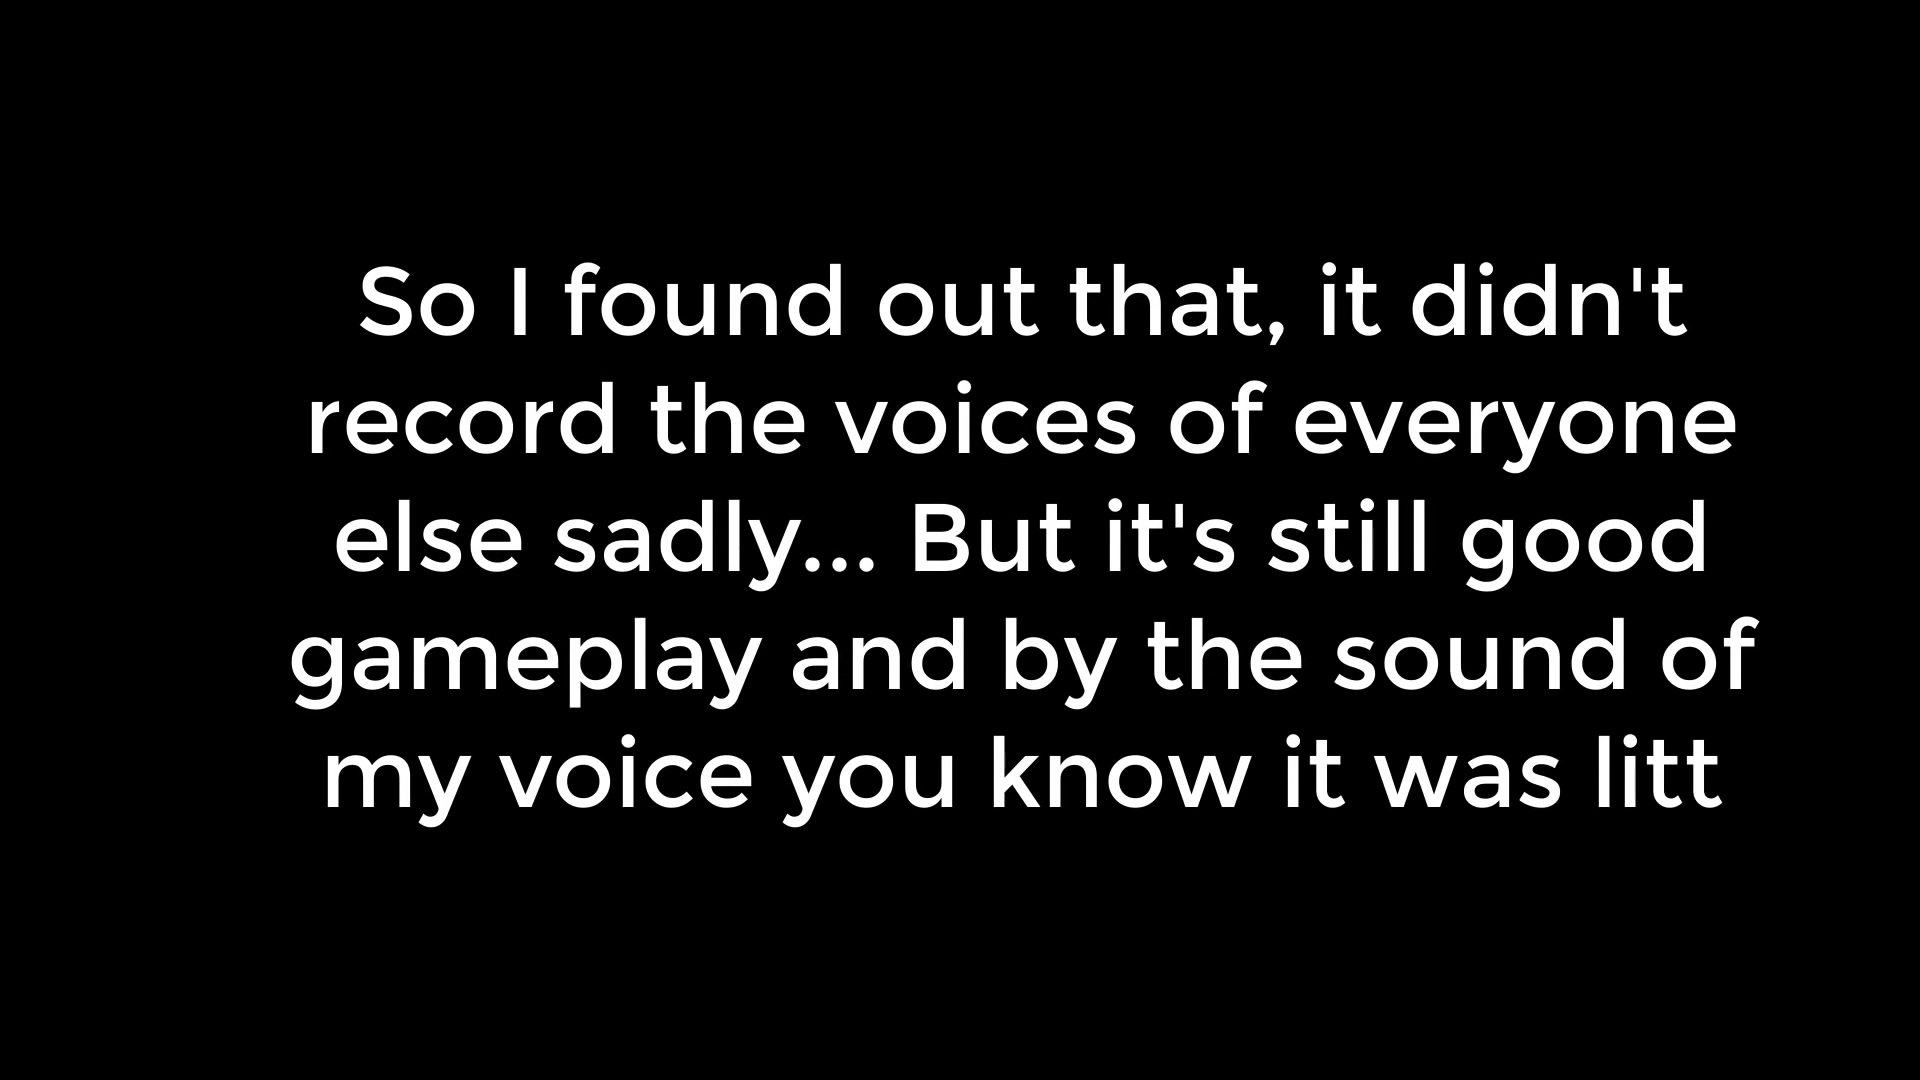 So I found out that, it didn't
record the voices of everyone
else sadly... But it's still good
gameplay and by the sound of
my voice you know it was litt